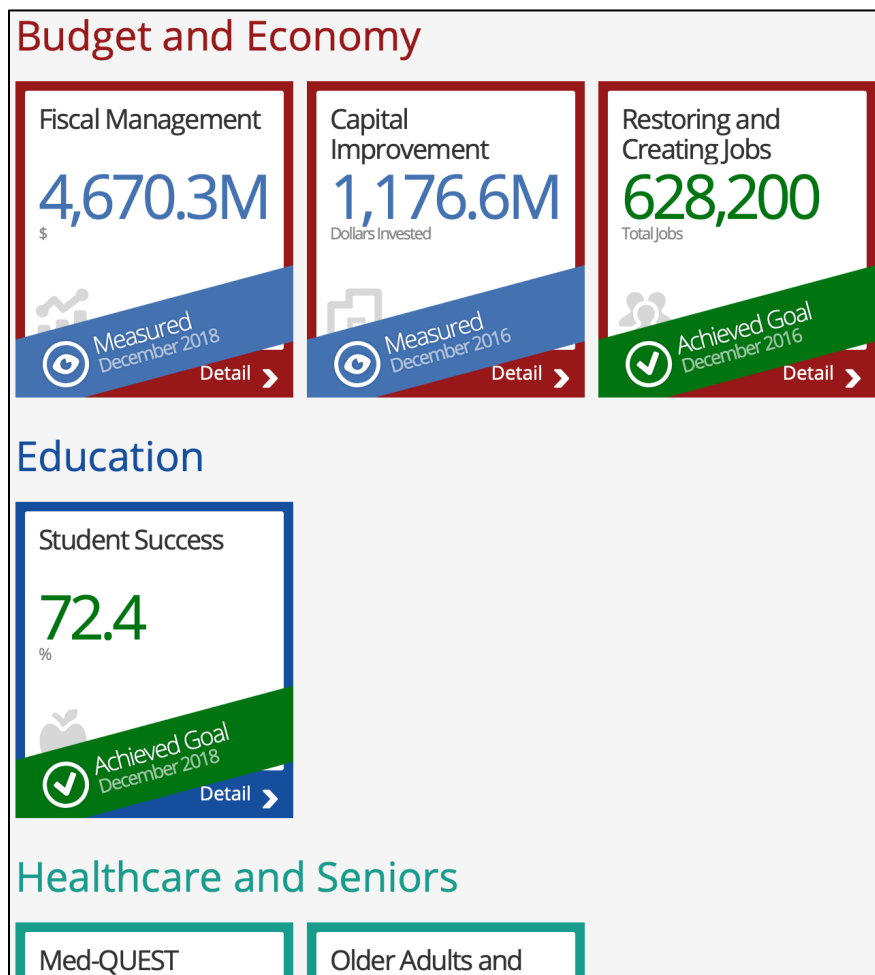 Budget and Economy
Fiscal Management
4,670.3M
$
Measured
December 2018
Detail
Capital
Improvement
1,176.6M
Dollars Invested
Measured
December 2016
Detail
Restoring and
Creating Jobs
628,200
Total Jobs
Achieved Goal
December 2016
Detail
Education
Student Success
72.4
%
Achieved Goal
December 2018
Detail
Healthcare and Seniors
Med-QUEST
Older Adults and